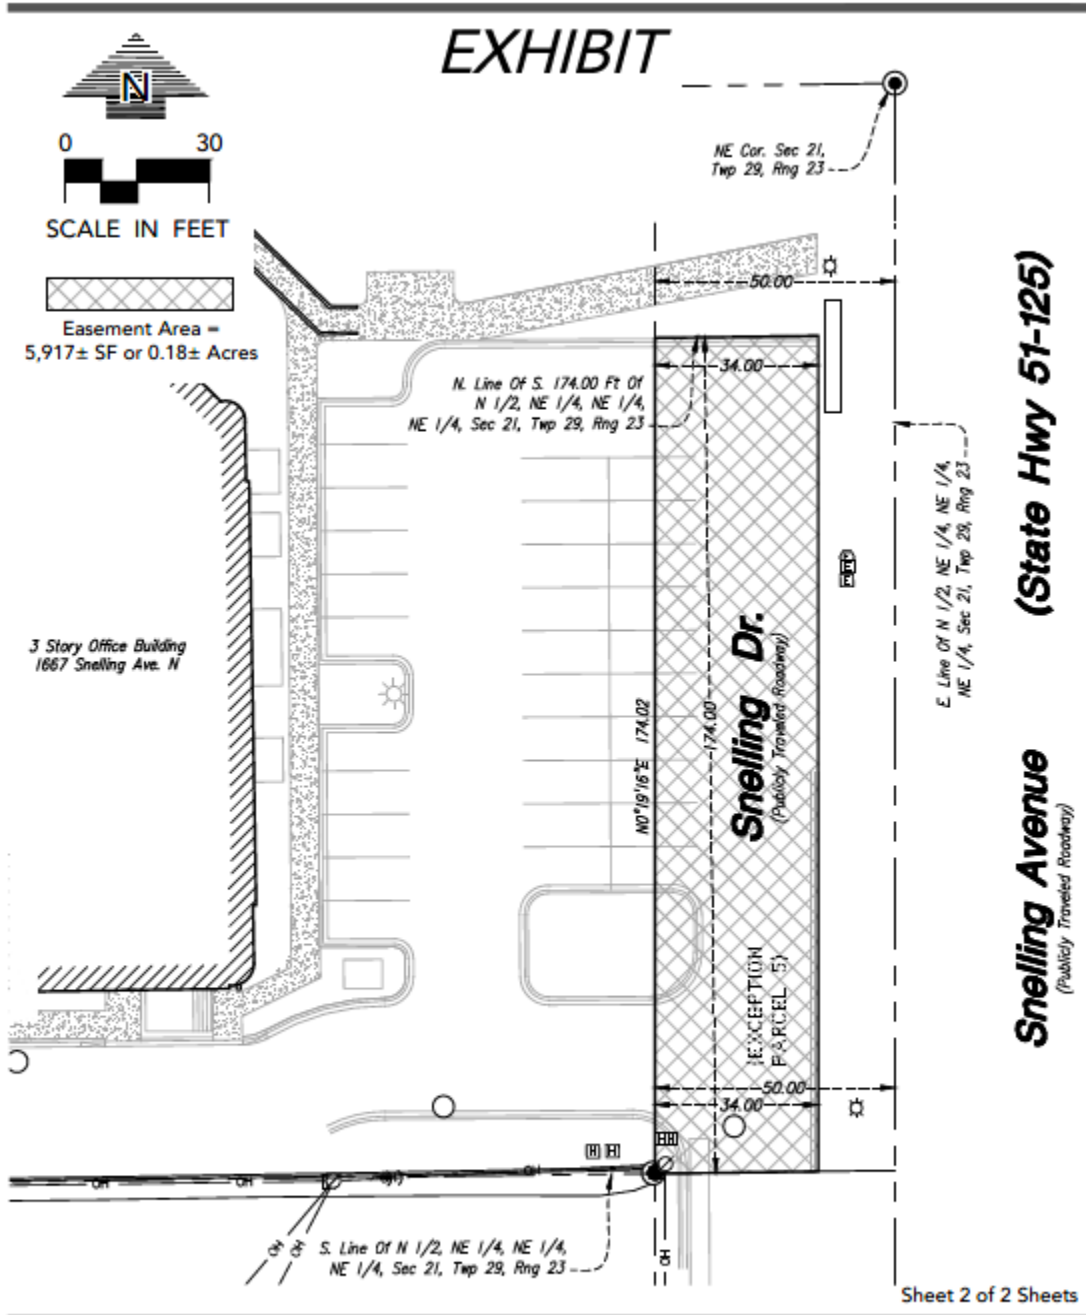 EXHIBIT
N
0 30
SCALE IN FEET
Easement Area =
5,917± SF or 0.18± Acres
NE Cor. Sec 21,
Twp 29, Rng 23
50.00
34.00
N. Line Of S. 174.00 Ft Of
N 1/2, NE 1/4, NE 1/4,
NE 1/4, Sec 21, Twp 29, Rng 23
3 Story Office Building
1667 Snelling Ave. N
N0°19'16"E 174.02
174.00
Snelling Dr.
(Publicly Traveled Roadway)
E. Line Of N 1/2, NE 1/4, NE 1/4,
NE 1/4, Sec 21, Twp 29, Rng 23
(State Hwy 51-125)
Snelling Avenue
(Publicly Traveled Roadway)
(EXCEPTION
PARCEL 5)
50.00
34.00
H H
HH
OH
OH
OH
OH
OH
S. Line Of N 1/2, NE 1/4, NE 1/4,
NE 1/4, Sec 21, Twp 29, Rng 23
Sheet 2 of 2 Sheets